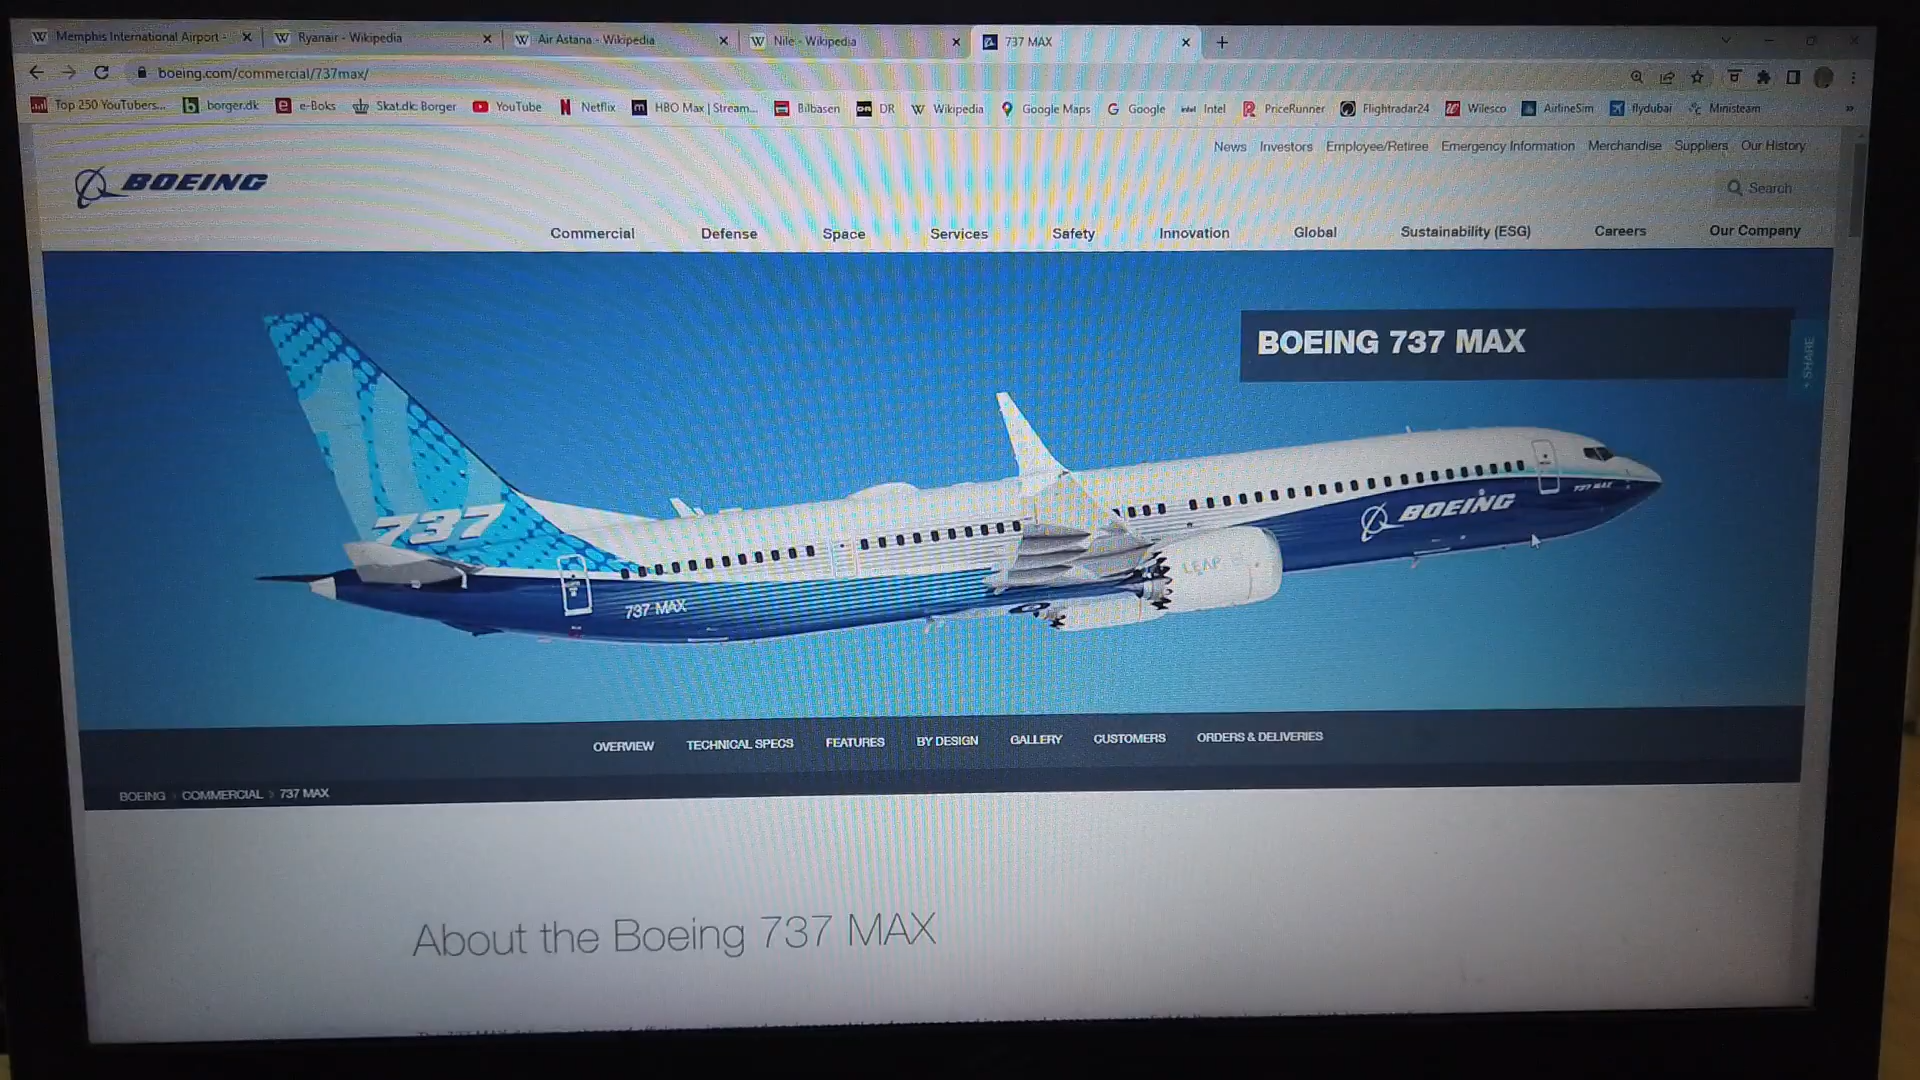 Memphis International Airport -
Ryanair - Wikipedia
Air Astana - Wikipedia
Nile - Wikipedia
737 MAX
boeing.com/commercial/737max/
Top 250 YouTubers...
borger.dk
e-Boks
Skat.dk: Borger
YouTube
Netflix
HBO Max | Stream...
Bilbasen
DR
Wikipedia
Google Maps
Google
Intel
PriceRunner
Flightradar24
Wilesco
AirlineSim
flydubai
Ministeam
News Investors Employee/Retiree Emergency Information Merchandise Suppliers Our History
BOEING
Search
Commercial Defense Space Services Safety Innovation Global Sustainability (ESG) Careers Our Company
BOEING 737 MAX
SHARE
10
737
737 MAX
LEAP
BOEING
737 MAX
OVERVIEW TECHNICAL SPECS FEATURES BY DESIGN GALLERY CUSTOMERS ORDERS & DELIVERIES
BOEING > COMMERCIAL > 737 MAX
About the Boeing 737 MAX